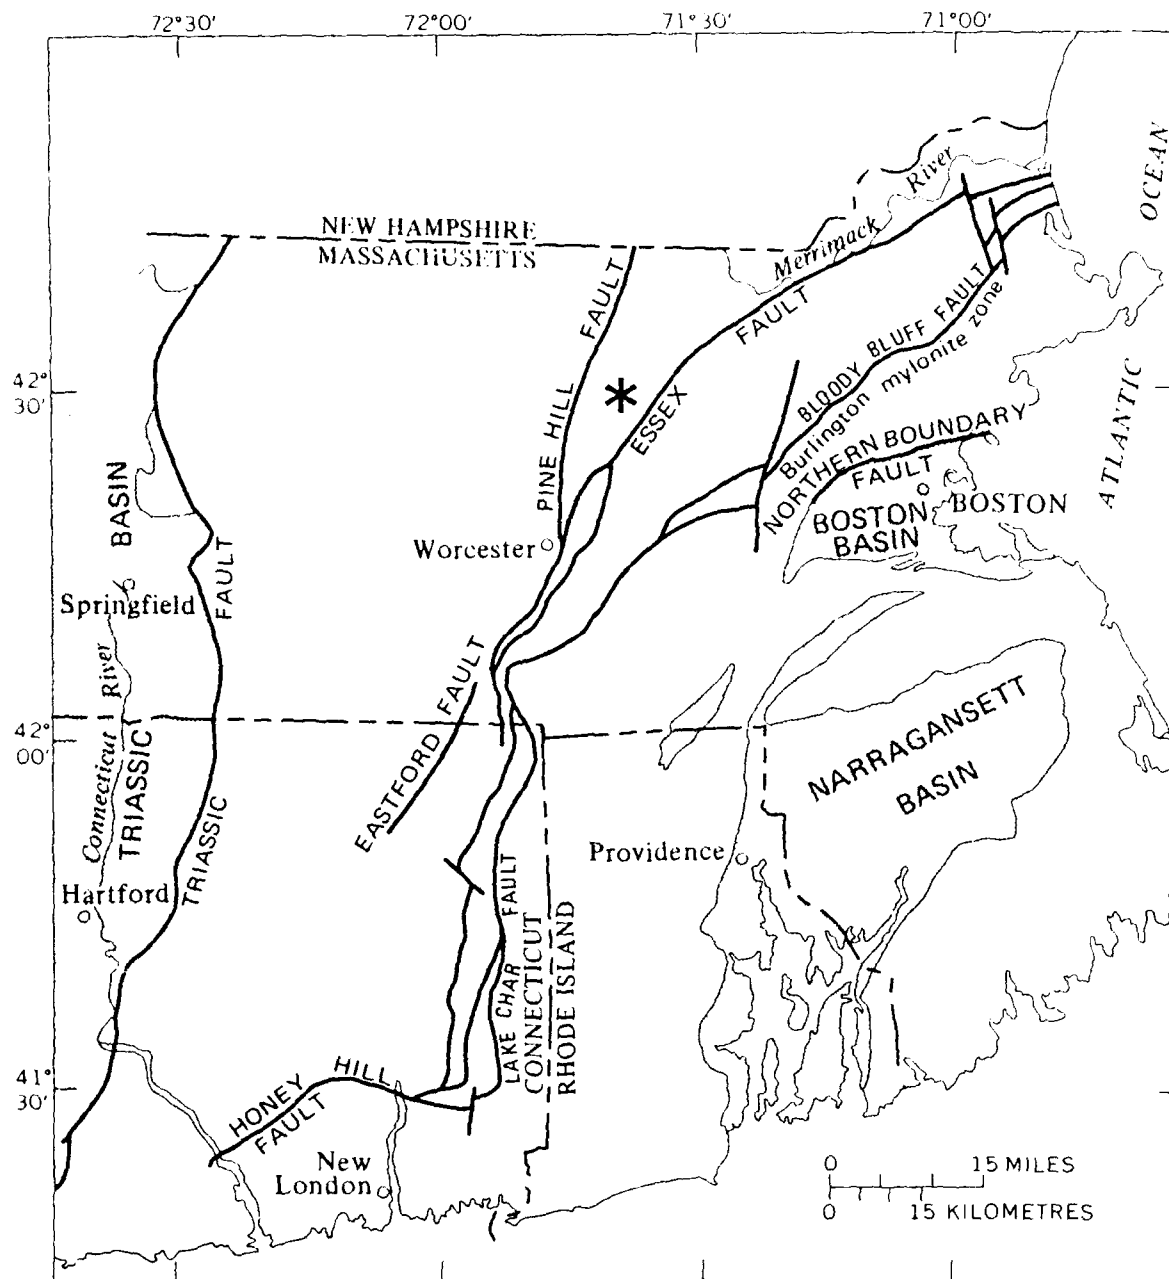 72°30'
72°00'
71°30'
71°00'
OCEAN
River
Merrimack
NEW HAMPSHIRE
MASSACHUSETTS
FAULT
FAULT
BLOODY BLUFF FAULT
Burlington mylonite zone
ATLANTIC
42°
30'
PINE HILL
ESSEX
NORTHERN BOUNDARY
FAULT
BOSTON
BOSTON
BASIN
BASIN
Worcester
FAULT
Springfield
River
Connecticut
TRIASSIC
EASTFORD FAULT
42°
00'
NARRAGANSETT
BASIN
TRIASSIC
Providence
Hartford
LAKE CHAR FAULT
CONNECTICUT
RHODE ISLAND
41°
30'
HONEY HILL
FAULT
New
London
0 15 MILES
0 15 KILOMETRES